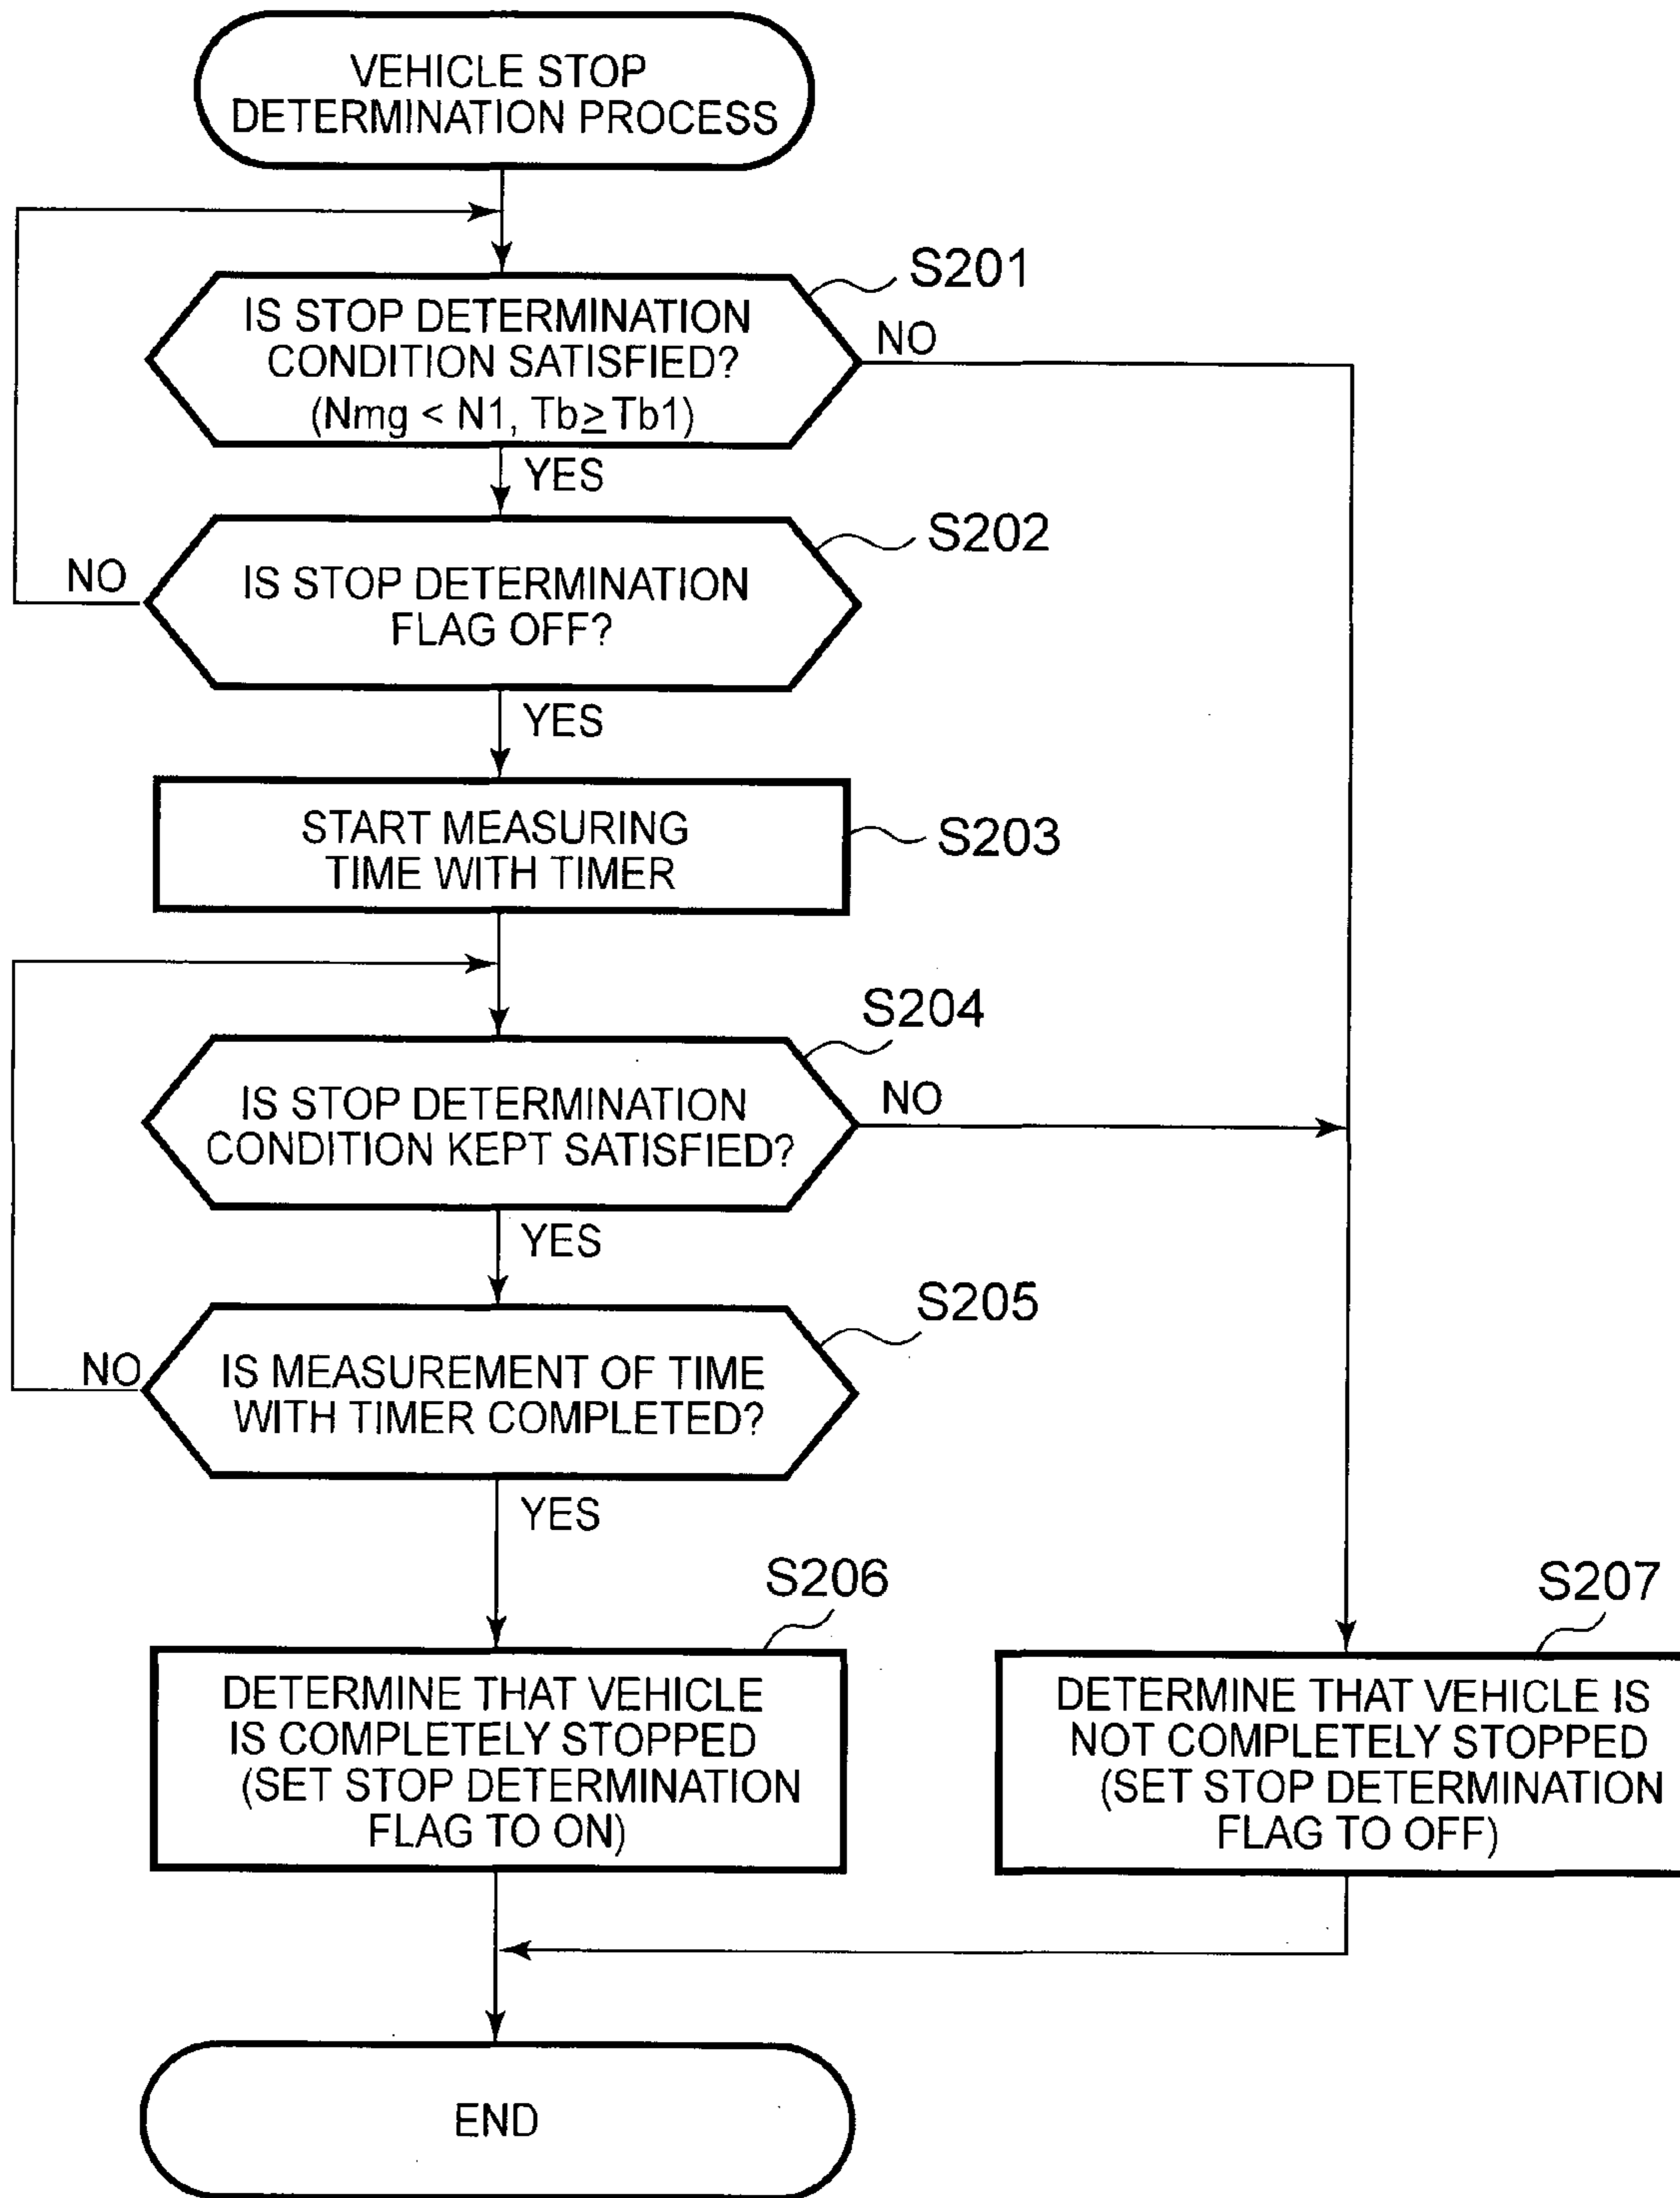 VEHICLE STOP
DETERMINATION PROCESS
S201
IS STOP DETERMINATION
CONDITION SATISFIED?
(Nmg < N1, Tb≥Tb1)
NO
YES
S202
IS STOP DETERMINATION
FLAG OFF?
NO
YES
START MEASURING
TIME WITH TIMER
S203
S204
IS STOP DETERMINATION
CONDITION KEPT SATISFIED?
NO
YES
S205
IS MEASUREMENT OF TIME
WITH TIMER COMPLETED?
NO
YES
S206
DETERMINE THAT VEHICLE
IS COMPLETELY STOPPED
(SET STOP DETERMINATION
FLAG TO ON)
S207
DETERMINE THAT VEHICLE IS
NOT COMPLETELY STOPPED
(SET STOP DETERMINATION
FLAG TO OFF)
END